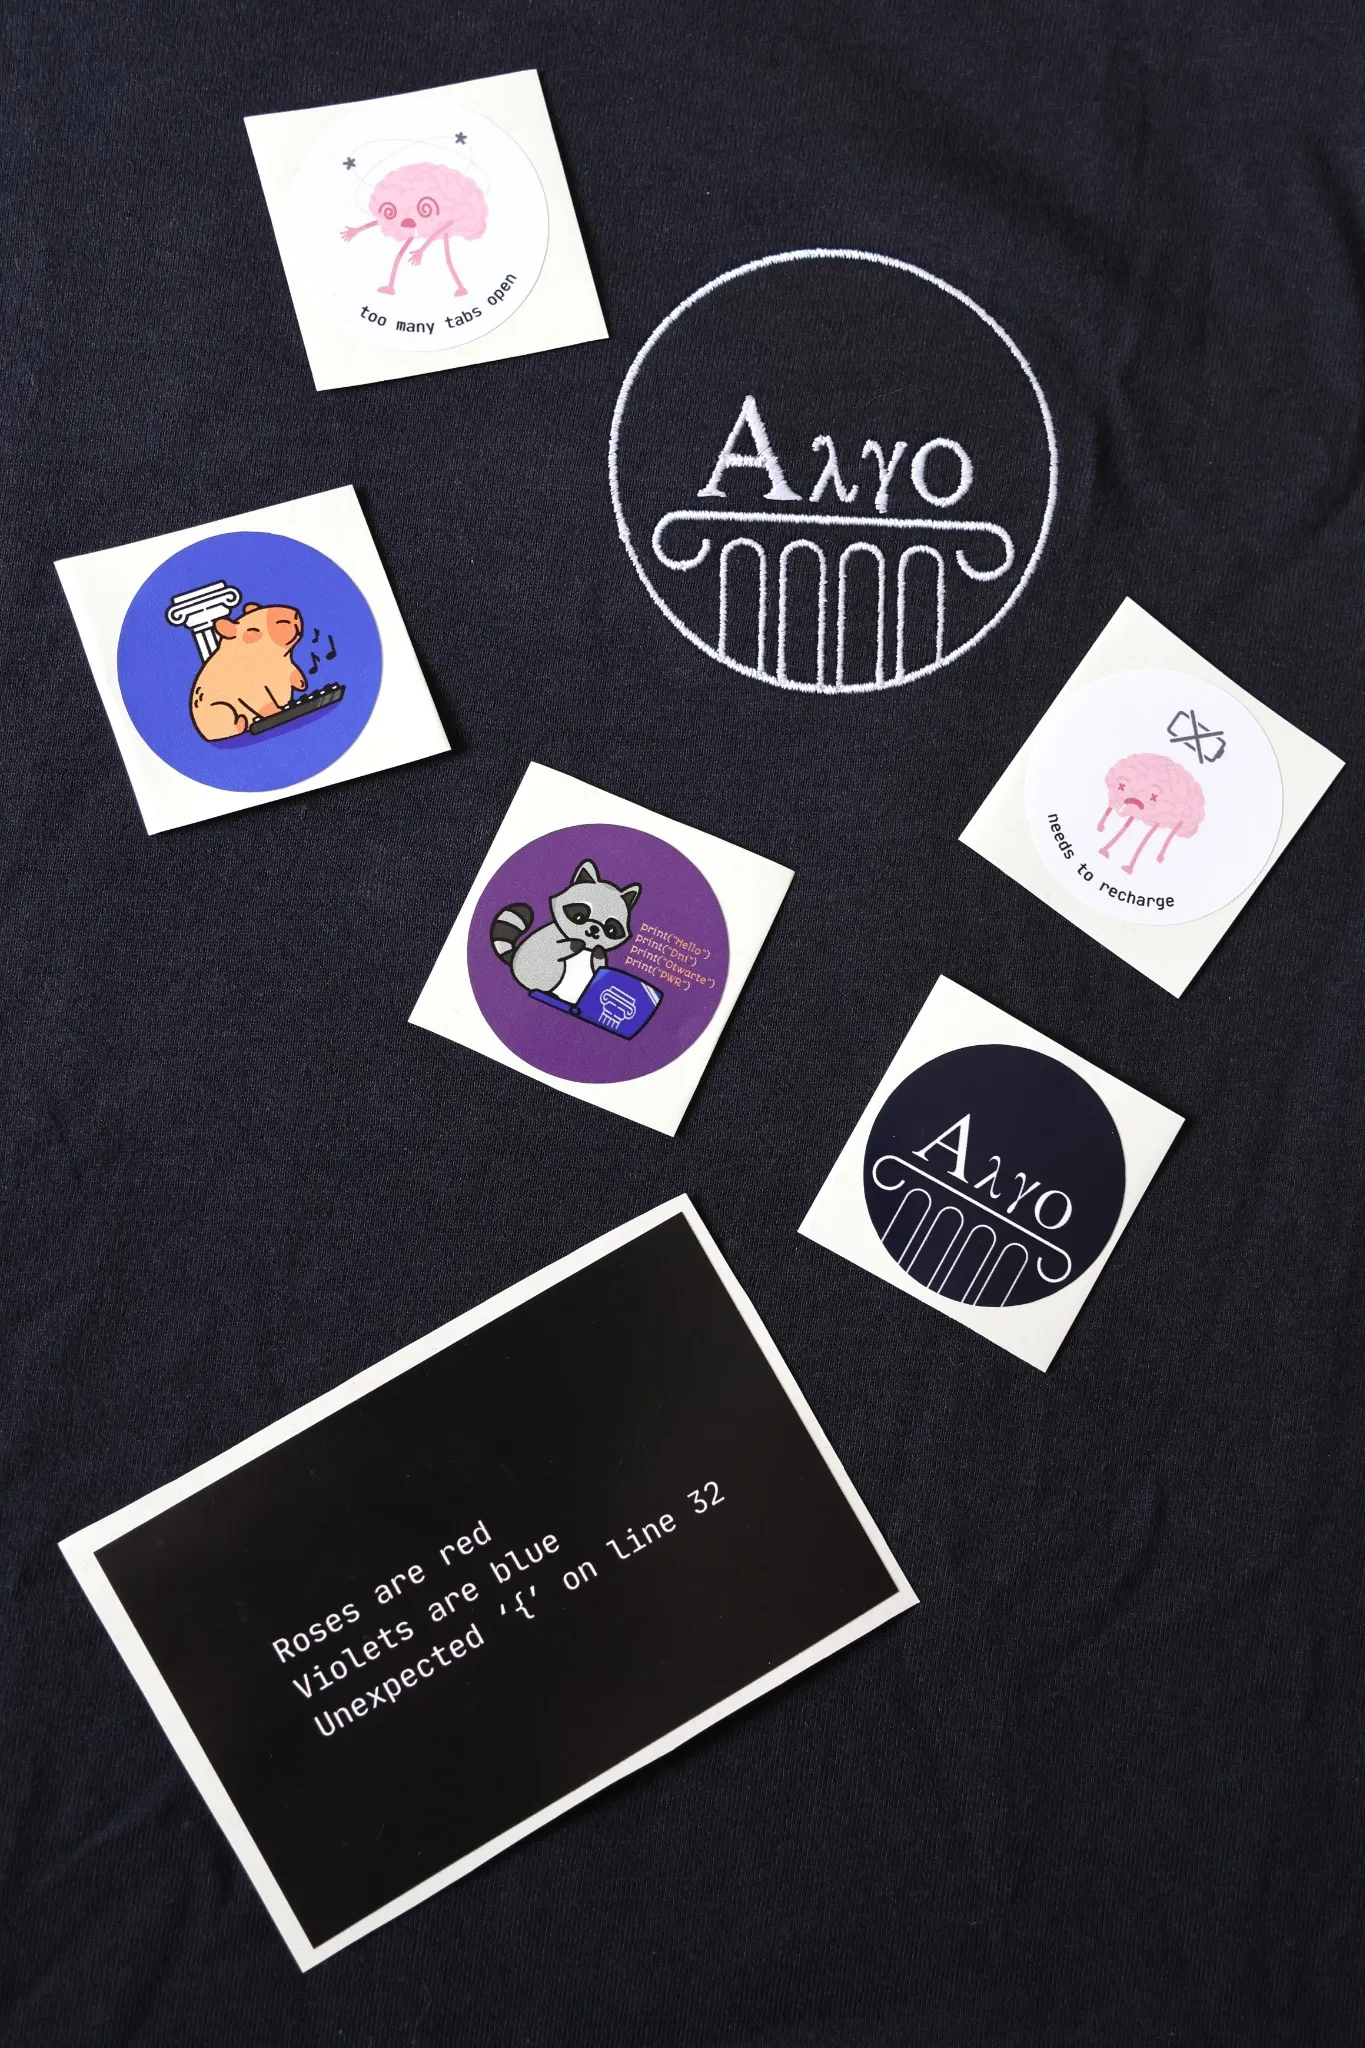 too many tabs open
Αλγο
needs to recharge
print("Hello")
print("Dni")
print("Otwarte")
print("PWR")
Αλγο
Roses are red
Violets are blue
Unexpected '{' on line 32